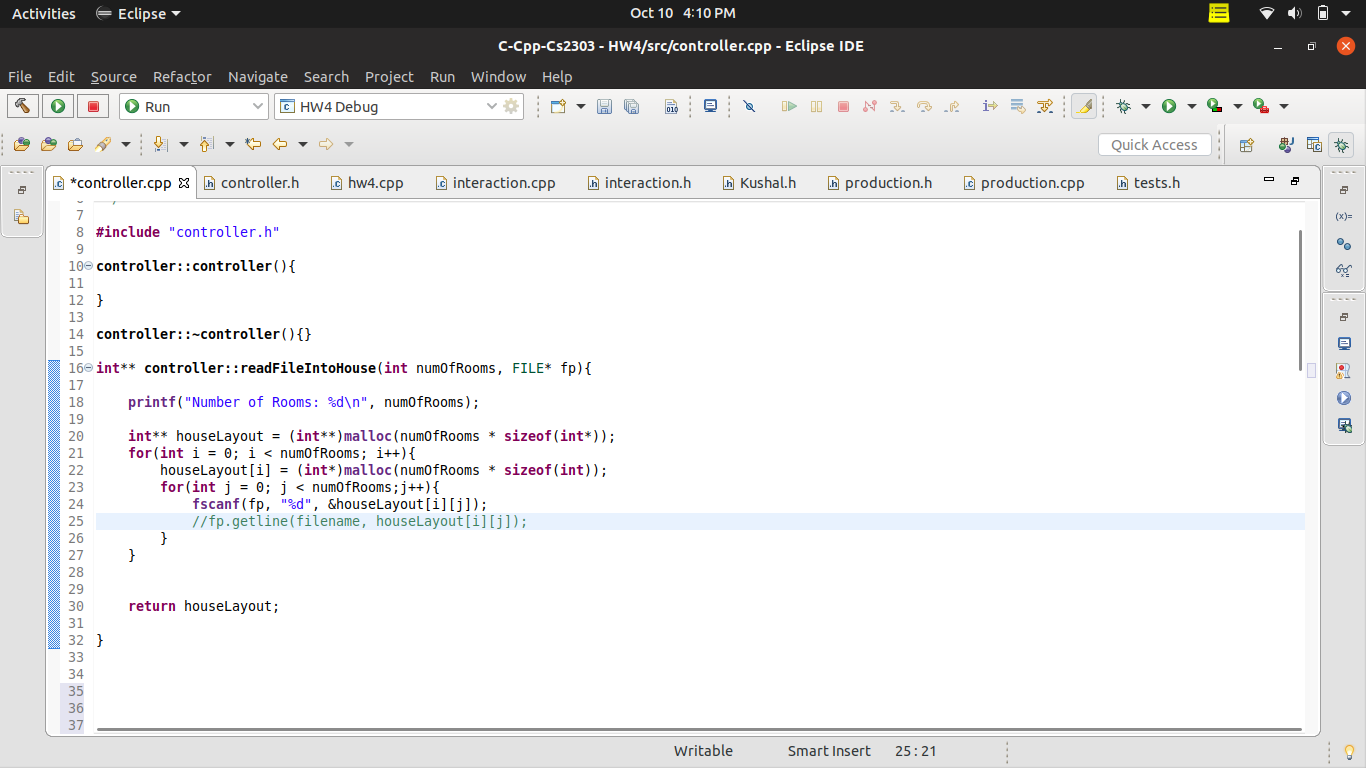 Activities Eclipse Oct 10 4:10 PM
C-Cpp-Cs2303 - HW4/src/controller.cpp - Eclipse IDE
File Edit Source Refactor Navigate Search Project Run Window Help
Run HW4 Debug
Quick Access
*controller.cpp controller.h hw4.cpp interaction.cpp interaction.h Kushal.h production.h production.cpp tests.h
7
8 #include "controller.h"
9
10 controller::controller(){
11
12 }
13
14 controller::~controller(){}
15
16 int** controller::readFileIntoHouse(int numOfRooms, FILE* fp){
17
18 printf("Number of Rooms: %d\n", numOfRooms);
19
20 int** houseLayout = (int**)malloc(numOfRooms * sizeof(int*));
21 for(int i = 0; i < numOfRooms; i++){
22 houseLayout[i] = (int*)malloc(numOfRooms * sizeof(int));
23 for(int j = 0; j < numOfRooms;j++){
24 fscanf(fp, "%d", &houseLayout[i][j]);
25 //fp.getline(filename, houseLayout[i][j]);
26 }
27 }
28
29
30 return houseLayout;
31
32 }
33
34
35
36
37
Writable Smart Insert 25 : 21